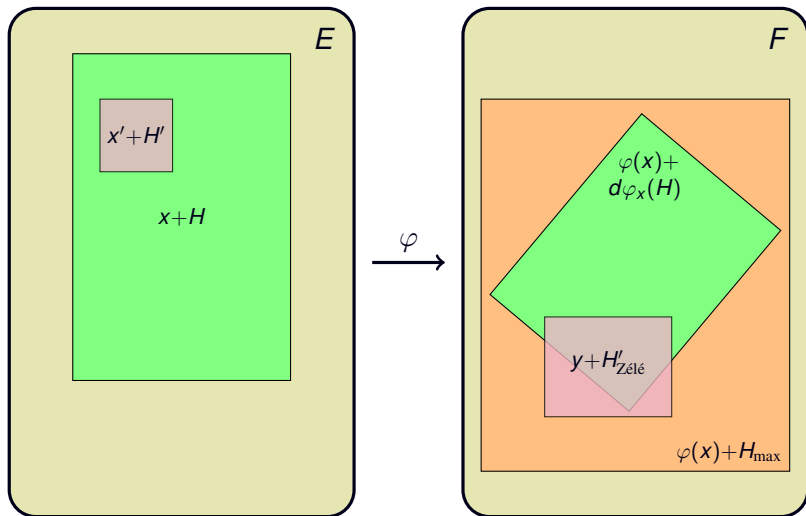 E
x′+H′
x+H
φ
F
φ(x)+
dφₓ(H)
y+H′Zélé
φ(x)+Hmax